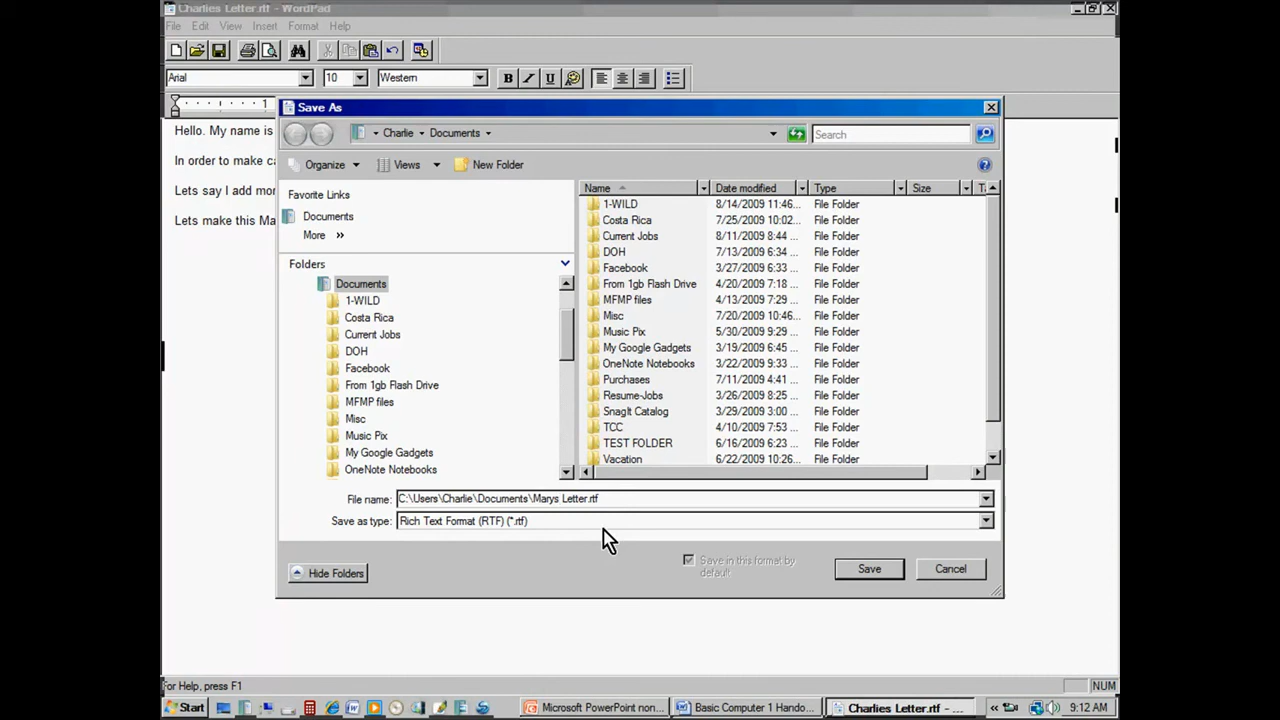 Charlies Letter.rtf - WordPad
File Edit View Insert Format Help
Arial 10 Western
B I U
1
Hello. My name is
In order to make ca
Lets say I add mor
Lets make this Ma
Save As
Charlie Documents
Search
Organize Views New Folder
Favorite Links
Documents
More »
Folders
Documents
1-WILD
Costa Rica
Current Jobs
DOH
Facebook
From 1gb Flash Drive
MFMP files
Misc
Music Pix
My Google Gadgets
OneNote Notebooks
Name Date modified Type Size
1-WILD 8/14/2009 11:46... File Folder
Costa Rica 7/25/2009 10:02... File Folder
Current Jobs 8/11/2009 8:44 ... File Folder
DOH 7/13/2009 6:34 ... File Folder
Facebook 3/27/2009 6:33 ... File Folder
From 1gb Flash Drive 4/20/2009 7:18 ... File Folder
MFMP files 4/13/2009 7:29 ... File Folder
Misc 7/20/2009 10:46... File Folder
Music Pix 5/30/2009 9:29 ... File Folder
My Google Gadgets 3/19/2009 6:45 ... File Folder
OneNote Notebooks 3/22/2009 9:33 ... File Folder
Purchases 7/11/2009 4:41 ... File Folder
Resume-Jobs 3/26/2009 8:25 ... File Folder
SnagIt Catalog 3/29/2009 3:00 ... File Folder
TCC 4/10/2009 7:53 ... File Folder
TEST FOLDER 6/16/2009 6:23 ... File Folder
Vacation 6/22/2009 10:26... File Folder
File name: C:\Users\Charlie\Documents\Marys Letter.rtf
Save as type: Rich Text Format (RTF) (*.rtf)
Hide Folders
Save in this format by
default
Save Cancel
For Help, press F1 NUM
Start Microsoft PowerPoint non... Basic Computer 1 Hando... Charlies Letter.rtf - ... « 9:12 AM